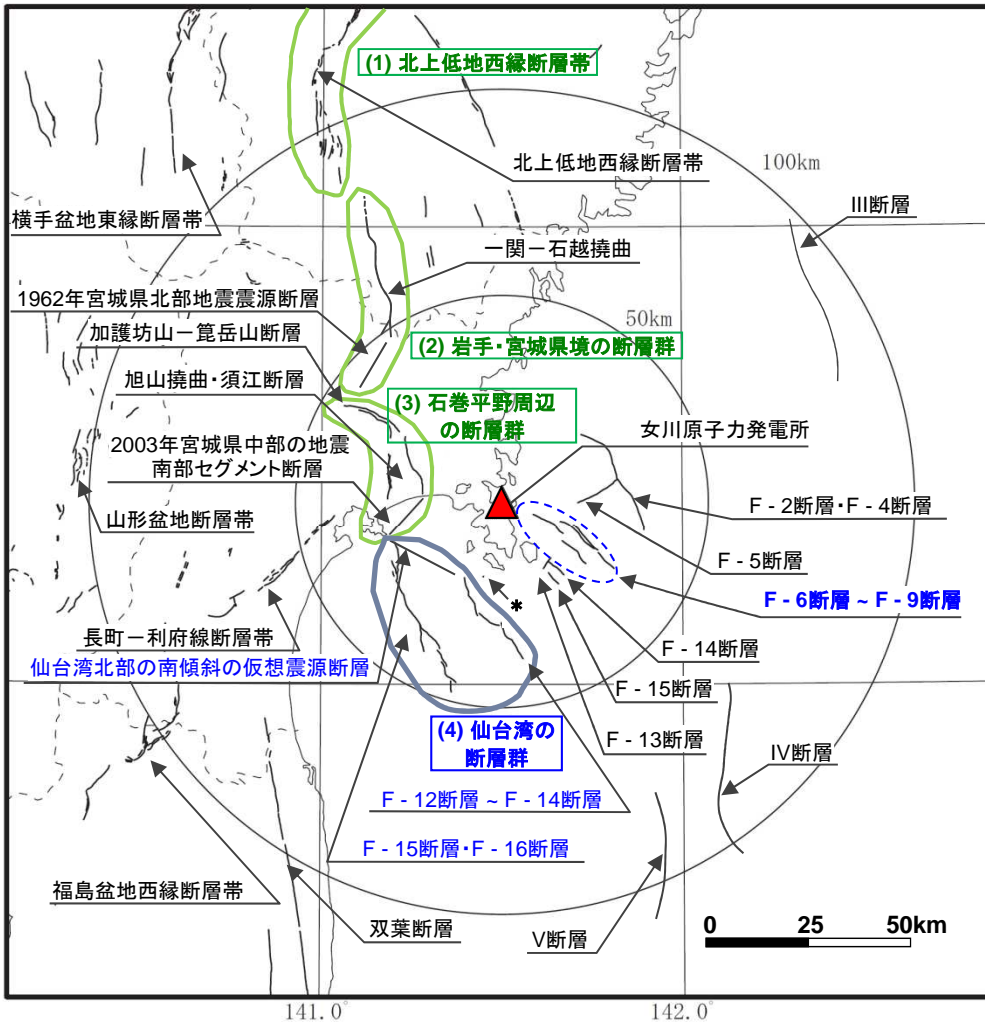 (1) 北上低地西縁断層帯
100km
北上低地西縁断層帯
III断層
横手盆地東縁断層帯
一関－石越撓曲
1962年宮城県北部地震震源断層
50km
加護坊山－箆岳山断層
(2) 岩手・宮城県境の断層群
旭山撓曲・須江断層
(3) 石巻平野周辺
の断層群
女川原子力発電所
2003年宮城県中部の地震
南部セグメント断層
F - 2断層・F - 4断層
山形盆地断層帯
F - 5断層
F - 6断層 ~ F - 9断層
*
長町－利府線断層帯
F - 14断層
仙台湾北部の南傾斜の仮想震源断層
F - 15断層
(4) 仙台湾の
断層群
F - 13断層
IV断層
F - 12断層 ~ F - 14断層
F - 15断層・F - 16断層
福島盆地西縁断層帯
双葉断層
V断層
0 25 50km
141.0° 142.0°